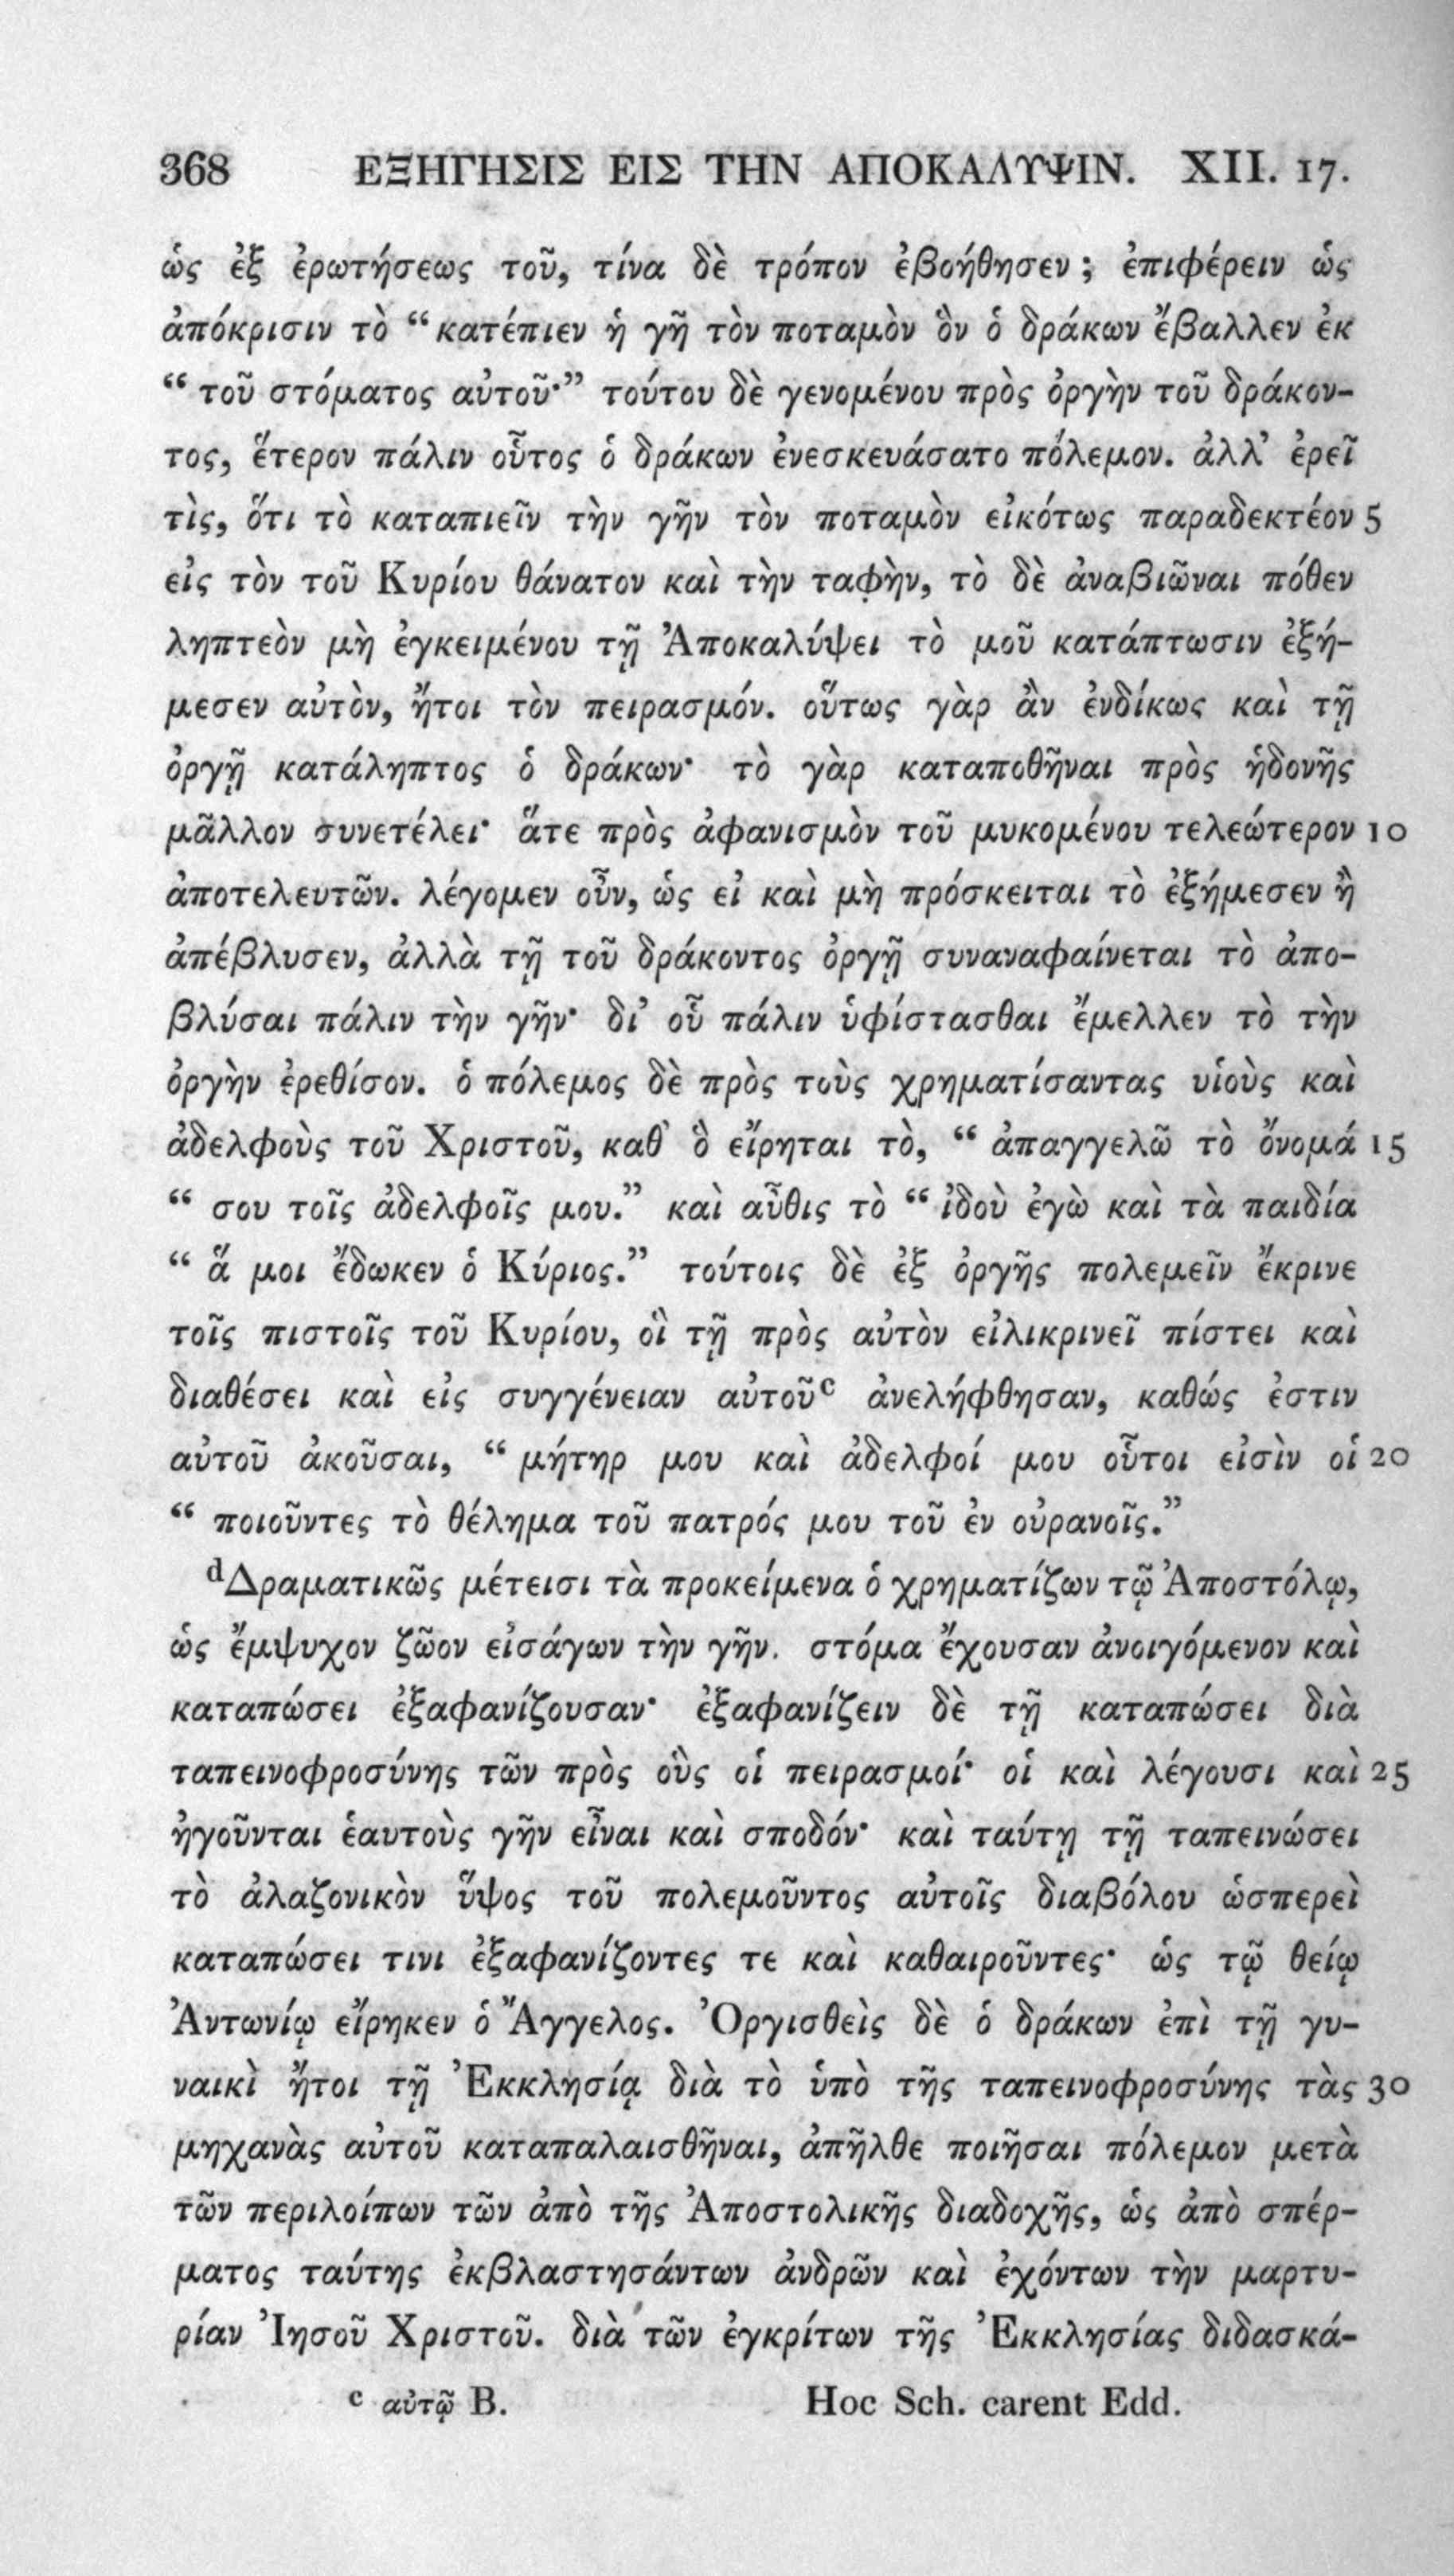 368 ΕΞΗΓΗΣΙΣ ΕΙΣ ΤΗΝ ΑΠΟΚΑΛΥΨΙΝ. XII. 17.
ὡς ἐξ ἐρωτήσεως τοῦ, τίνα δὲ τρόπον ἐβοήθησεν; ἐπιφέρειν ὡς
ἀπόκρισιν τὸ “ κατέπιεν ἡ γῆ τὸν ποταμὸν ὃν ὁ δράκων ἔβαλλεν ἐκ
“ τοῦ στόματος αὐτοῦ·” τούτου δὲ γενομένου πρὸς ὀργὴν τοῦ δράκον-
τος, ἕτερον πάλιν οὗτος ὁ δράκων ἐνεσκευάσατο πόλεμον. ἀλλ’ ἐρεῖ
τὶς, ὅτι τὸ καταπιεῖν τὴν γῆν τὸν ποταμὸν εἰκότως παραδεκτέον 5
εἰς τὸν τοῦ Κυρίου θάνατον καὶ τὴν ταφὴν, τὸ δὲ ἀναβιῶναι πόθεν
ληπτεὸν μὴ ἐγκειμένου τῇ Ἀποκαλύψει τὸ μοῦ κατάπτωσιν ἐξή-
μεσεν αὐτὸν, ἤτοι τὸν πειρασμόν. οὕτως γὰρ ἂν ἐνδίκως καὶ τῇ
ὀργῇ κατάληπτος ὁ δράκων· τὸ γὰρ καταποθῆναι πρὸς ἡδονῆς
μᾶλλον συνετέλει· ἅτε πρὸς ἀφανισμὸν τοῦ μυκομένου τελεώτερον 10
ἀποτελευτῶν. λέγομεν οὖν, ὡς εἰ καὶ μὴ πρόσκειται τὸ ἐξήμεσεν ἢ
ἀπέβλυσεν, ἀλλὰ τῇ τοῦ δράκοντος ὀργῇ συναναφαίνεται τὸ ἀπο-
βλύσαι πάλιν τὴν γῆν· δι’ οὗ πάλιν ὑφίστασθαι ἔμελλεν τὸ τὴν
ὀργὴν ἐρεθίσον. ὁ πόλεμος δὲ πρὸς τοὺς χρηματίσαντας υἱοὺς καὶ
ἀδελφοὺς τοῦ Χριστοῦ, καθ’ ὃ εἴρηται τὸ, “ ἀπαγγελῶ τὸ ὄνομά 15
“ σου τοῖς ἀδελφοῖς μου.” καὶ αὖθις τὸ “ ἰδοὺ ἐγὼ καὶ τὰ παιδία
“ ἅ μοι ἔδωκεν ὁ Κύριος.” τούτοις δὲ ἐξ ὀργῆς πολεμεῖν ἔκρινε
τοῖς πιστοῖς τοῦ Κυρίου, οἳ τῇ πρὸς αὐτὸν εἰλικρινεῖ πίστει καὶ
διαθέσει καὶ εἰς συγγένειαν αὐτοῦᶜ ἀνελήφθησαν, καθώς ἐστιν
αὐτοῦ ἀκοῦσαι, “ μήτηρ μου καὶ ἀδελφοί μου οὗτοι εἰσὶν οἱ 20
“ ποιοῦντες τὸ θέλημα τοῦ πατρός μου τοῦ ἐν οὐρανοῖς.”
ᵈΔραματικῶς μέτεισι τὰ προκείμενα ὁ χρηματίζων τῷ Ἀποστόλῳ,
ὡς ἔμψυχον ζῶον εἰσάγων τὴν γῆν. στόμα ἔχουσαν ἀνοιγόμενον καὶ
καταπώσει ἐξαφανίζουσαν· ἐξαφανίζειν δὲ τῇ καταπώσει διὰ
ταπεινοφροσύνης τῶν πρὸς οὓς οἱ πειρασμοί· οἱ καὶ λέγουσι καὶ 25
ἡγοῦνται ἑαυτοὺς γῆν εἶναι καὶ σποδόν· καὶ ταύτῃ τῇ ταπεινώσει
τὸ ἀλαζονικὸν ὕψος τοῦ πολεμοῦντος αὐτοῖς διαβόλου ὡσπερεὶ
καταπώσει τινι ἐξαφανίζοντες τε καὶ καθαιροῦντες· ὡς τῷ θείῳ
Ἀντωνίῳ εἴρηκεν ὁ Ἄγγελος. Ὀργισθεὶς δὲ ὁ δράκων ἐπὶ τῇ γυ-
ναικὶ ἤτοι τῇ Ἐκκλησίᾳ διὰ τὸ ὑπὸ τῆς ταπεινοφροσύνης τὰς 30
μηχανὰς αὐτοῦ καταπαλαισθῆναι, ἀπῆλθε ποιῆσαι πόλεμον μετὰ
τῶν περιλοίπων τῶν ἀπὸ τῆς Ἀποστολικῆς διαδοχῆς, ὡς ἀπὸ σπέρ-
ματος ταύτης ἐκβλαστησάντων ἀνδρῶν καὶ ἐχόντων τὴν μαρτυ-
ρίαν Ἰησοῦ Χριστοῦ. διὰ τῶν ἐγκρίτων τῆς Ἐκκλησίας διδασκά-
ᶜ αὐτῷ B. Hoc Sch. carent Edd.